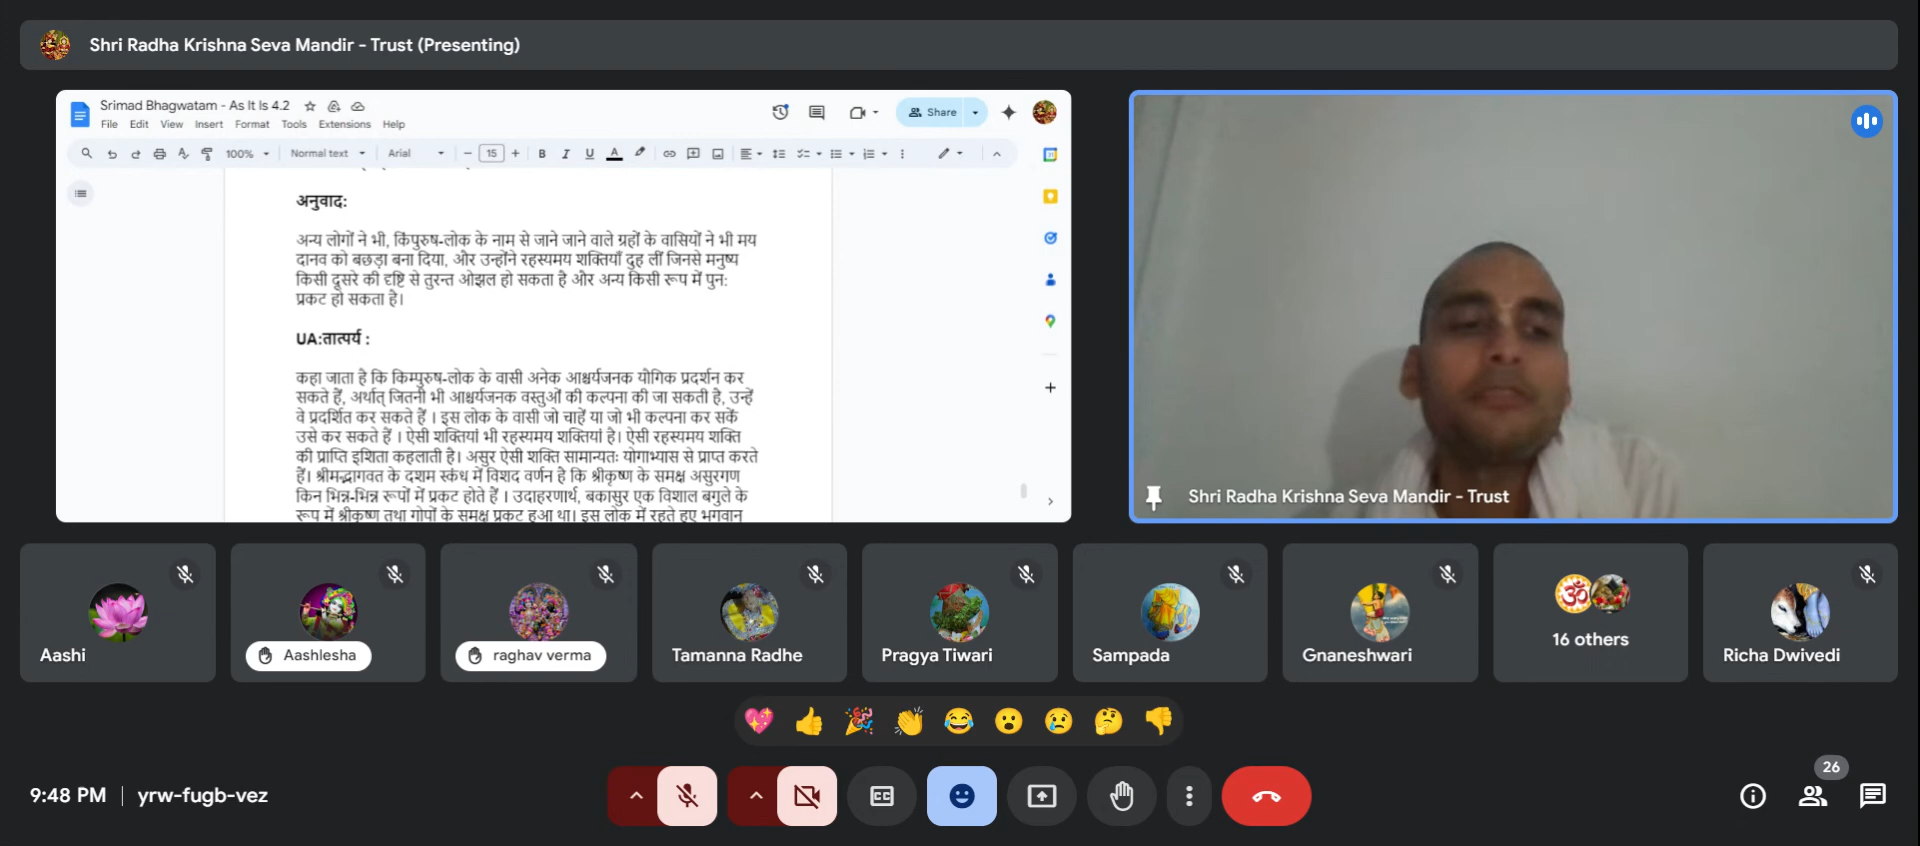 Shri Radha Krishna Seva Mandir - Trust (Presenting)
Srimad Bhagwatam - As It Is 4.2
File Edit View Insert Format Tools Extensions Help
Share
100% Normal text Arial 15 B I U A
अनुवाद:
अन्य लोगों ने भी, किंपुरुष-लोक के नाम से जाने जाने वाले ग्रहों के वासियों ने भी मय
दानव को बछड़ा बना दिया, और उन्होंने रहस्यमय शक्तियाँ दुह लीं जिनसे मनुष्य
किसी दूसरे की दृष्टि से तुरन्त ओझल हो सकता है और अन्य किसी रूप में पुन:
प्रकट हो सकता है।
UA:तात्पर्य :
कहा जाता है कि किम्पुरुष-लोक के वासी अनेक आश्चर्यजनक यौगिक प्रदर्शन कर
सकते हैं, अर्थात् जितनी भी आश्चर्यजनक वस्तुओं की कल्पना की जा सकती है, उन्हें
वे प्रदर्शित कर सकते हैं । इस लोक के वासी जो चाहें या जो भी कल्पना कर सकें
उसे कर सकते हैं । ऐसी शक्तियां भी रहस्यमय शक्तियां है। ऐसी रहस्यमय शक्ति
की प्राप्ति इशिता कहलाती है। असुर ऐसी शक्ति सामान्यतः योगाभ्यास से प्राप्त करते
हैं। श्रीमद्भागवत के दशम स्कंध में विशद वर्णन है कि श्रीकृष्ण के समक्ष असुरगण
किन भिन्न-भिन्न रूपों में प्रकट होते हैं । उदाहरणार्थ, बकासुर एक विशाल बगुले के
रूप में श्रीकृष्ण तथा गोपों के समक्ष प्रकट हुआ था। इस लोक में रहते हुए भगवान्
Shri Radha Krishna Seva Mandir - Trust
Aashi
Aashlesha
raghav verma
Tamanna Radhe
Pragya Tiwari
Sampada
Gnaneshwari
ॐ
16 others
Richa Dwivedi
9:48 PM | yrw-fugb-vez
CC
26